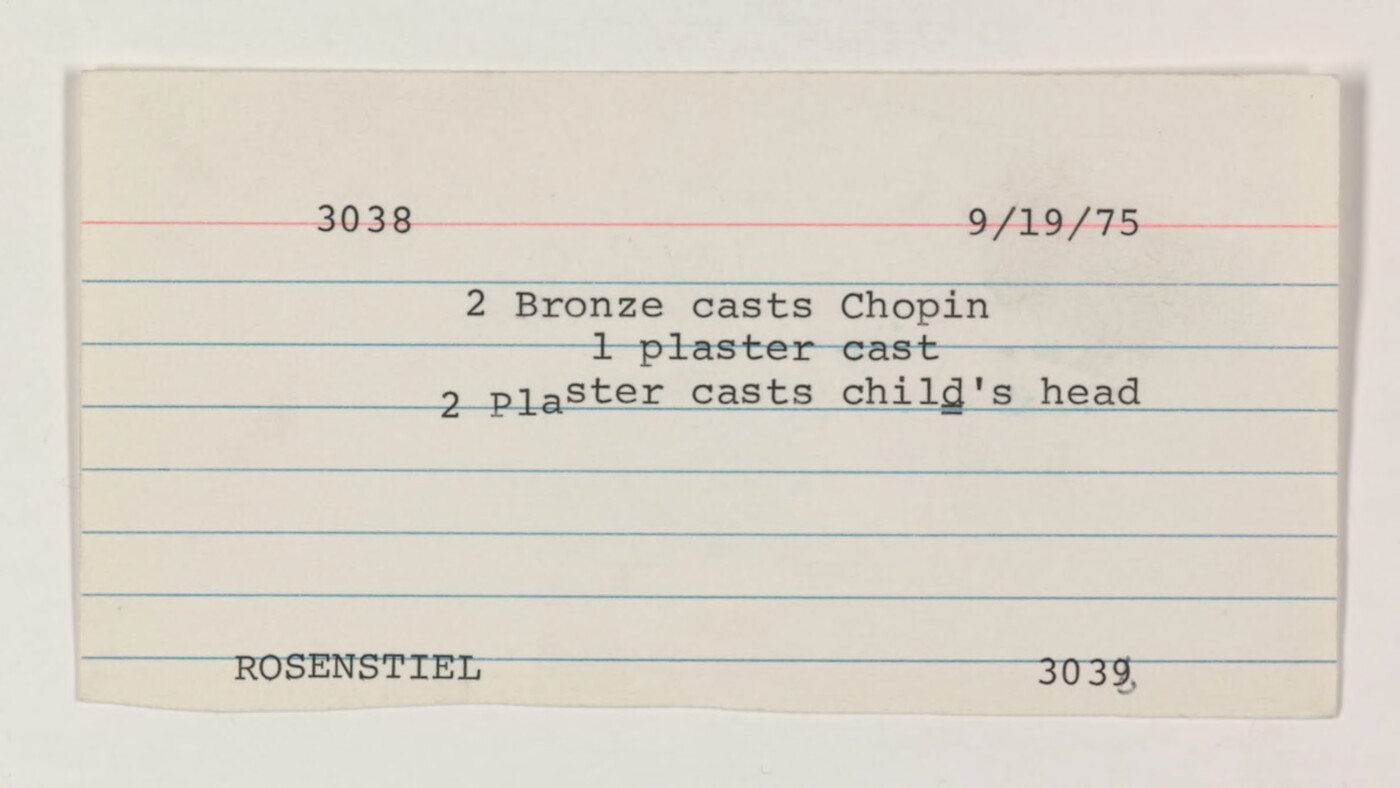 3038 9/19/75
2 Bronze casts Chopin
1 plaster cast
2 Plaster casts child's head
ROSENSTIEL 3039